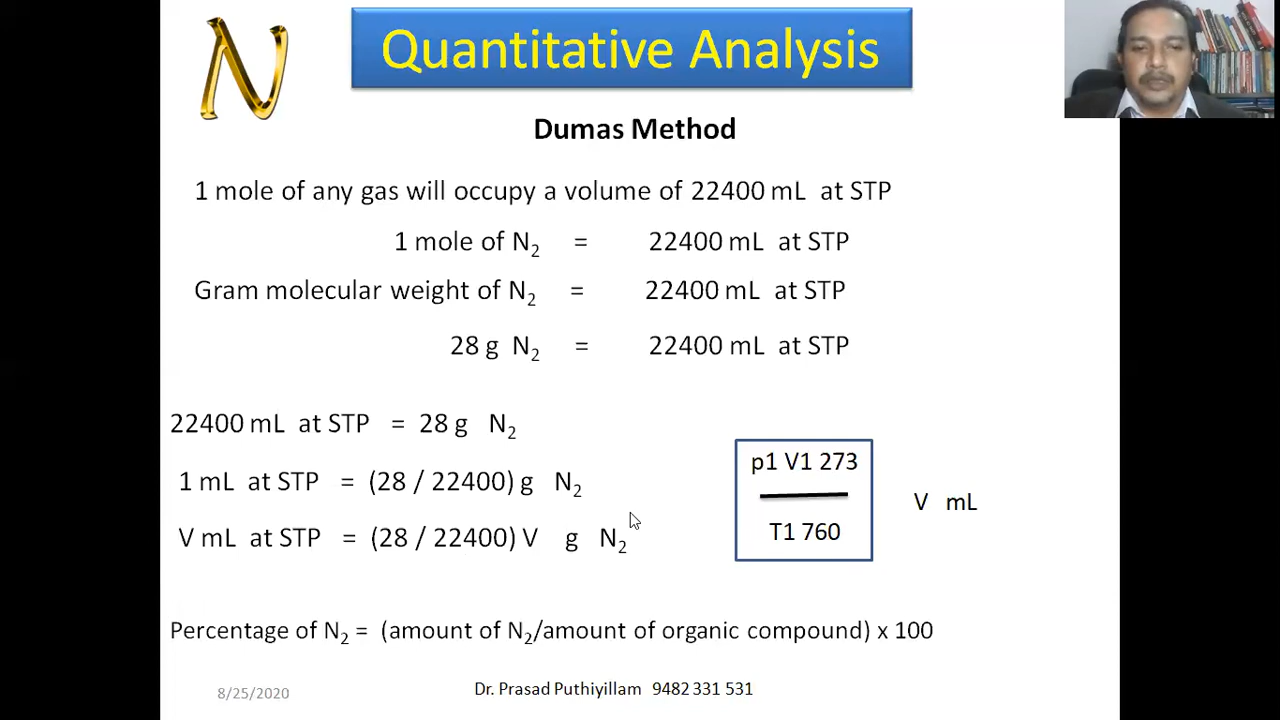 N
Quantitative Analysis
Dumas Method
1 mole of any gas will occupy a volume of 22400 mL at STP
1 mole of N₂ = 22400 mL at STP
Gram molecular weight of N₂ = 22400 mL at STP
28 g N₂ = 22400 mL at STP
22400 mL at STP = 28 g N₂
1 mL at STP = (28 / 22400) g N₂
V mL at STP = (28 / 22400) V g N₂
p1 V1 273
T1 760
V mL
Percentage of N₂ = (amount of N₂/amount of organic compound) x 100
8/25/2020
Dr. Prasad Puthiyillam 9482 331 531